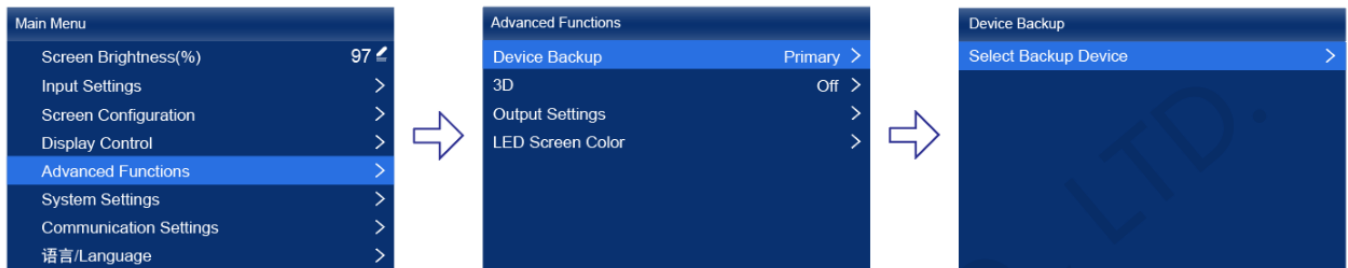 Main Menu
Screen Brightness(%) 97
Input Settings
Screen Configuration
Display Control
Advanced Functions
System Settings
Communication Settings
语言/Language
Advanced Functions
Device Backup Primary
3D Off
Output Settings
LED Screen Color
Device Backup
Select Backup Device
LTD.